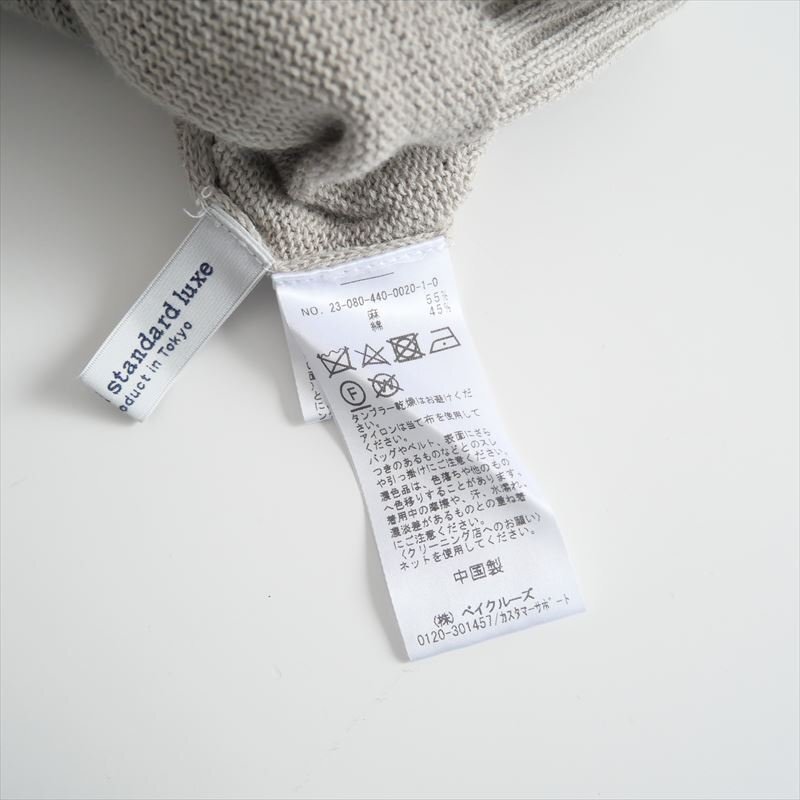 standard luxe
oduct in Tokyo
NO. 23-080-440-0020-1-0
麻 55%
綿 45%
F
W
タンブラー乾燥はお避けくだ
さい。
アイロンは当て布を使用して
ください。
バッグやベルト、表面にざら
つきのあるものなどとのスレ
や引っ掛けにご注意ください。
濃色品は、色落ちや他のもの
へ色移りすることがあります。
着用中の摩擦や、汗、水濡れ、
濃淡差があるものとの重ね着
にご注意ください。
〈クリーニング店へのお願い〉
ネットを使用してください。
中国製
(株) ベイクルーズ
0120-301457/カスタマーサポート